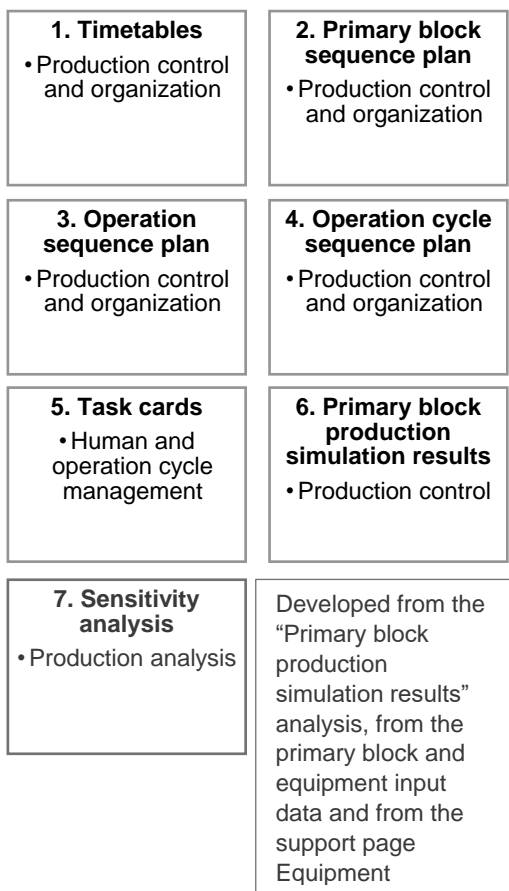 1. Timetables
•Production control
and organization
2. Primary block
sequence plan
•Production control
and organization
3. Operation
sequence plan
•Production control
and organization
4. Operation cycle
sequence plan
•Production control
and organization
5. Task cards
•Human and
operation cycle
management
6. Primary block
production
simulation results
•Production control
7. Sensitivity
analysis
•Production analysis
Developed from the
“Primary block
production
simulation results”
analysis, from the
primary block and
equipment input
data and from the
support page
Equipment